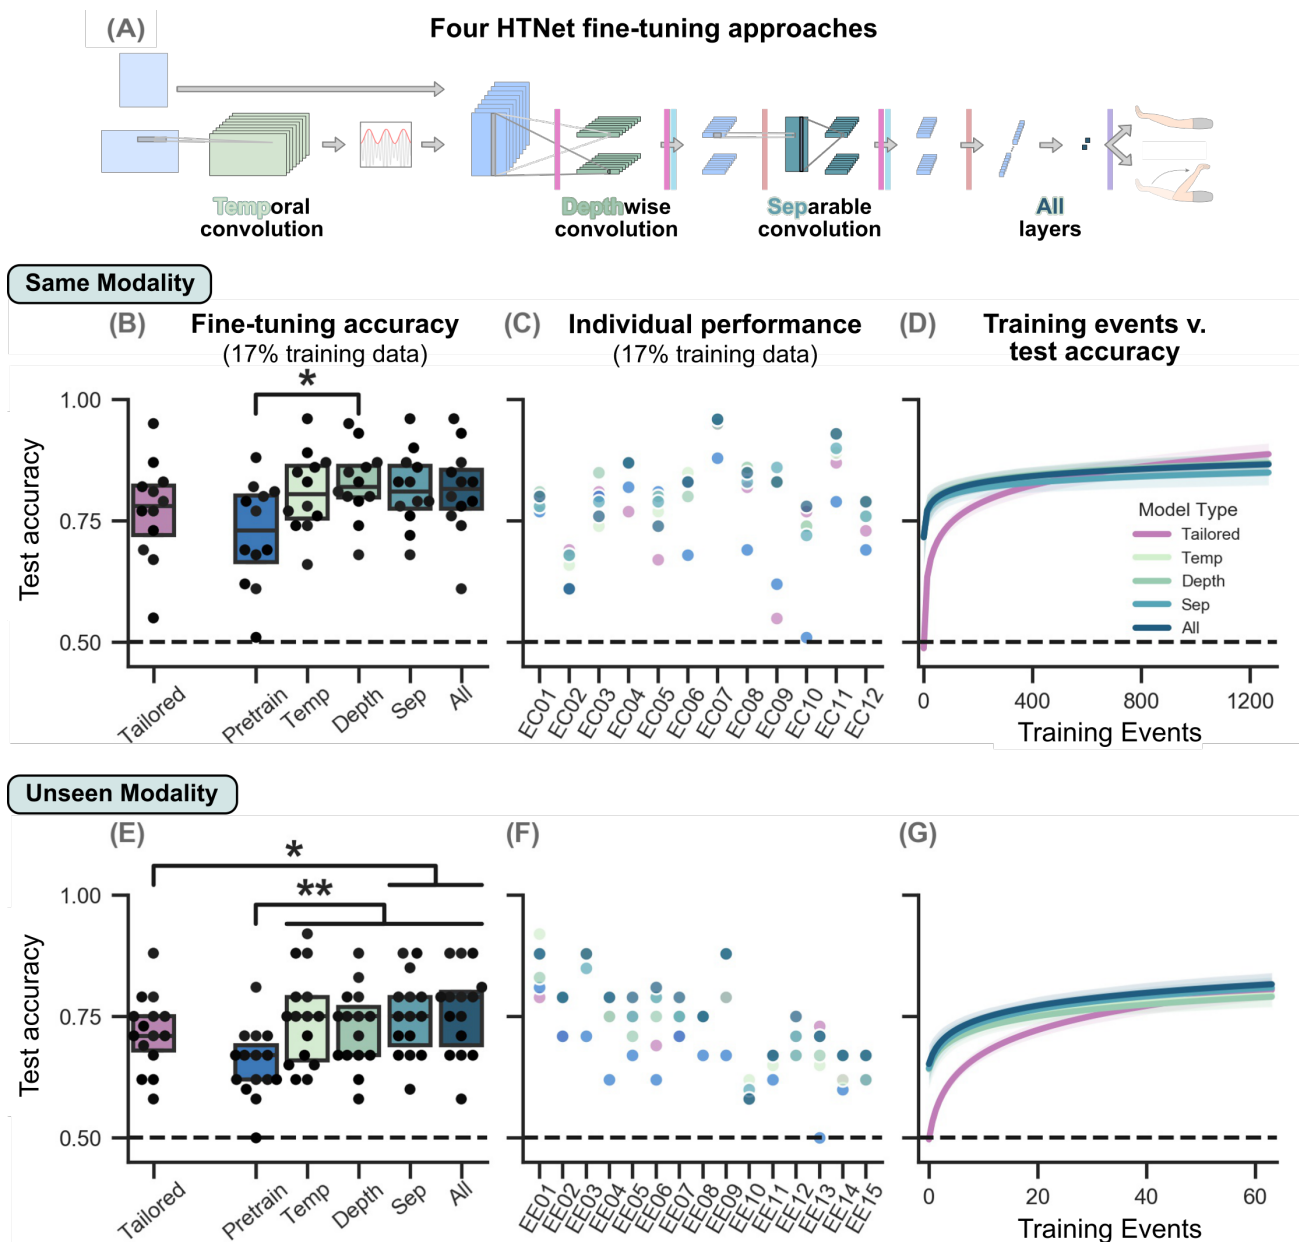 (A)
Four HTNet fine-tuning approaches
Temporal
convolution
Depthwise
convolution
Separable
convolution
All
layers
Same Modality
(B)
Fine-tuning accuracy
(17% training data)
(C)
Individual performance
(17% training data)
(D)
Training events v.
test accuracy
*
Test accuracy
1.00
0.75
0.50
Tailored
Pretrain
Temp
Depth
Sep
All
EC01
EC02
EC03
EC04
EC05
EC06
EC07
EC08
EC09
EC10
EC11
EC12
Model Type
Tailored
Temp
Depth
Sep
All
0
400
800
1200
Training Events
Unseen Modality
(E)
(F)
(G)
*
**
Test accuracy
1.00
0.75
0.50
Tailored
Pretrain
Temp
Depth
Sep
All
EE01
EE02
EE03
EE04
EE05
EE06
EE07
EE08
EE09
EE10
EE11
EE12
EE13
EE14
EE15
0
20
40
60
Training Events